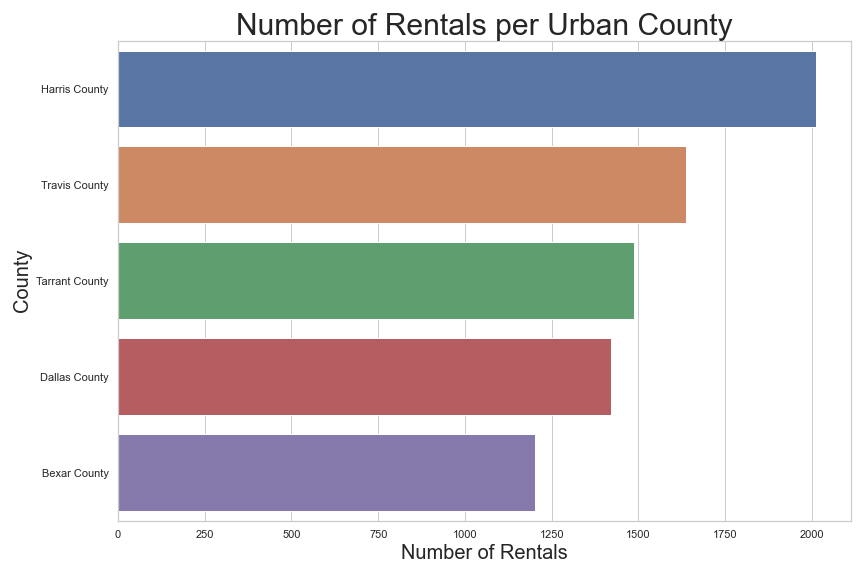 Number of Rentals per Urban County
County
Harris County
Travis County
Tarrant County
Dallas County
Bexar County
0 250 500 750 1000 1250 1500 1750 2000
Number of Rentals